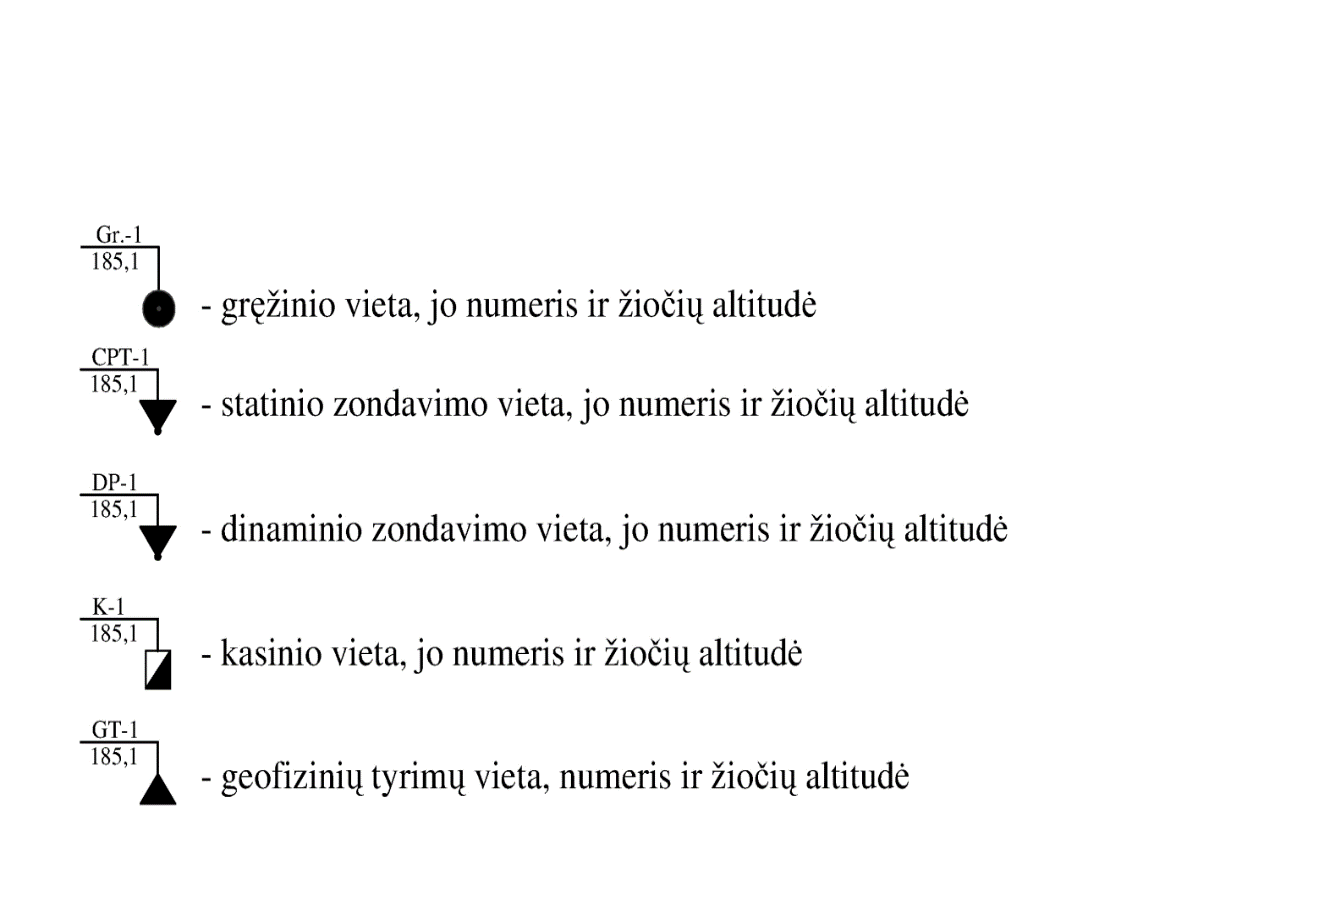 Gr.-1
185,1
- gręžinio vieta, jo numeris ir žiočių altitudė
CPT-1
185,1
- statinio zondavimo vieta, jo numeris ir žiočių altitudė
DP-1
185,1
- dinaminio zondavimo vieta, jo numeris ir žiočių altitudė
K-1
185,1
- kasinio vieta, jo numeris ir žiočių altitudė
GT-1
185,1
- geofizinių tyrimų vieta, numeris ir žiočių altitudė